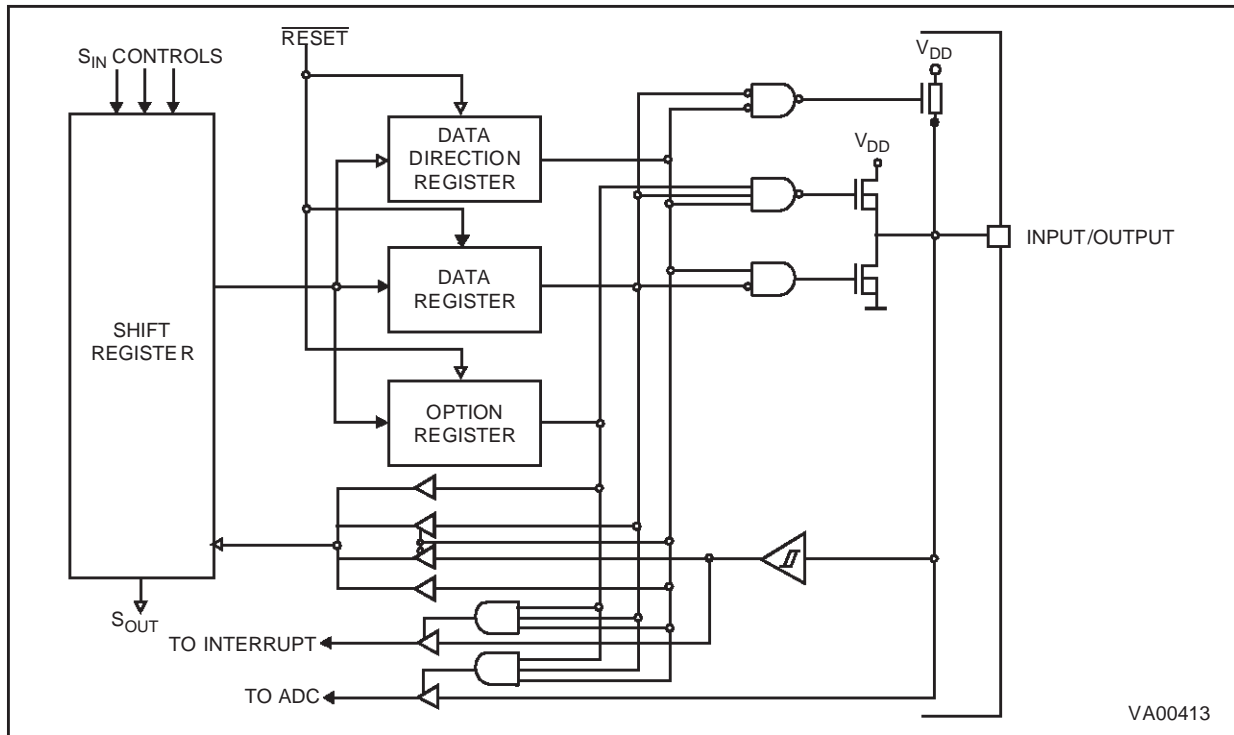 RESET
S_IN CONTROLS
V_DD
DATA
DIRECTION
REGISTER
V_DD
INPUT/OUTPUT
DATA
REGISTER
SHIFT
REGISTER
OPTION
REGISTER
S_OUT
TO INTERRUPT
TO ADC
VA00413